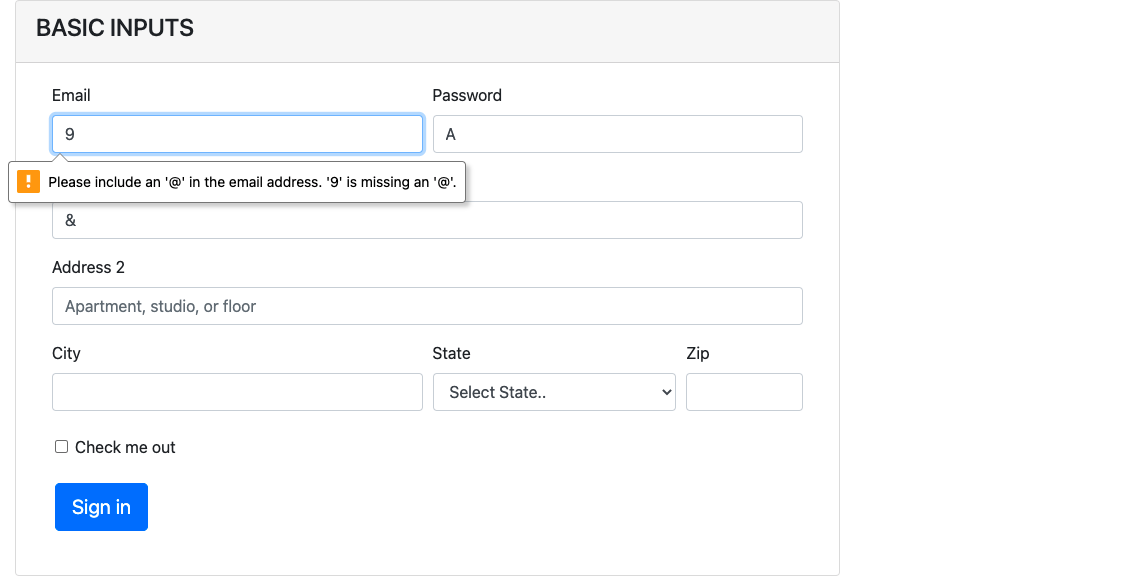 BASIC INPUTS
Email Password
9 A
Please include an '@' in the email address. '9' is missing an '@'.
&
Address 2
Apartment, studio, or floor
City State Zip
Select State..
Check me out
Sign in